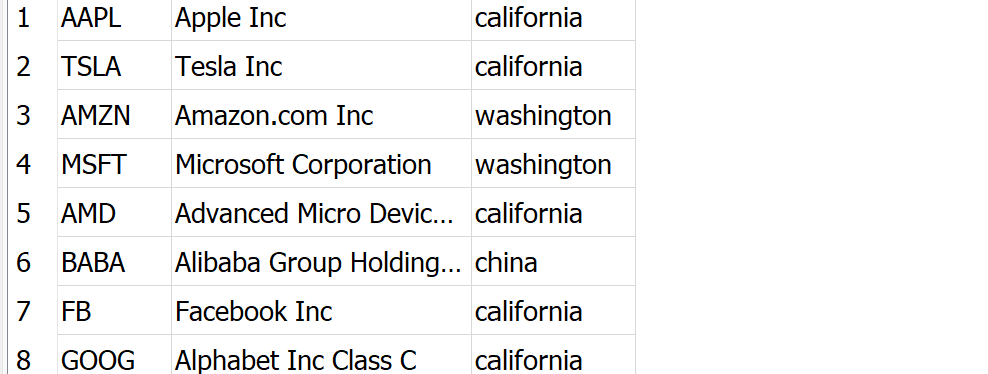 1 AAPL Apple Inc california
2 TSLA Tesla Inc california
3 AMZN Amazon.com Inc washington
4 MSFT Microsoft Corporation washington
5 AMD Advanced Micro Devic... california
6 BABA Alibaba Group Holding... china
7 FB Facebook Inc california
8 GOOG Alphabet Inc Class C california